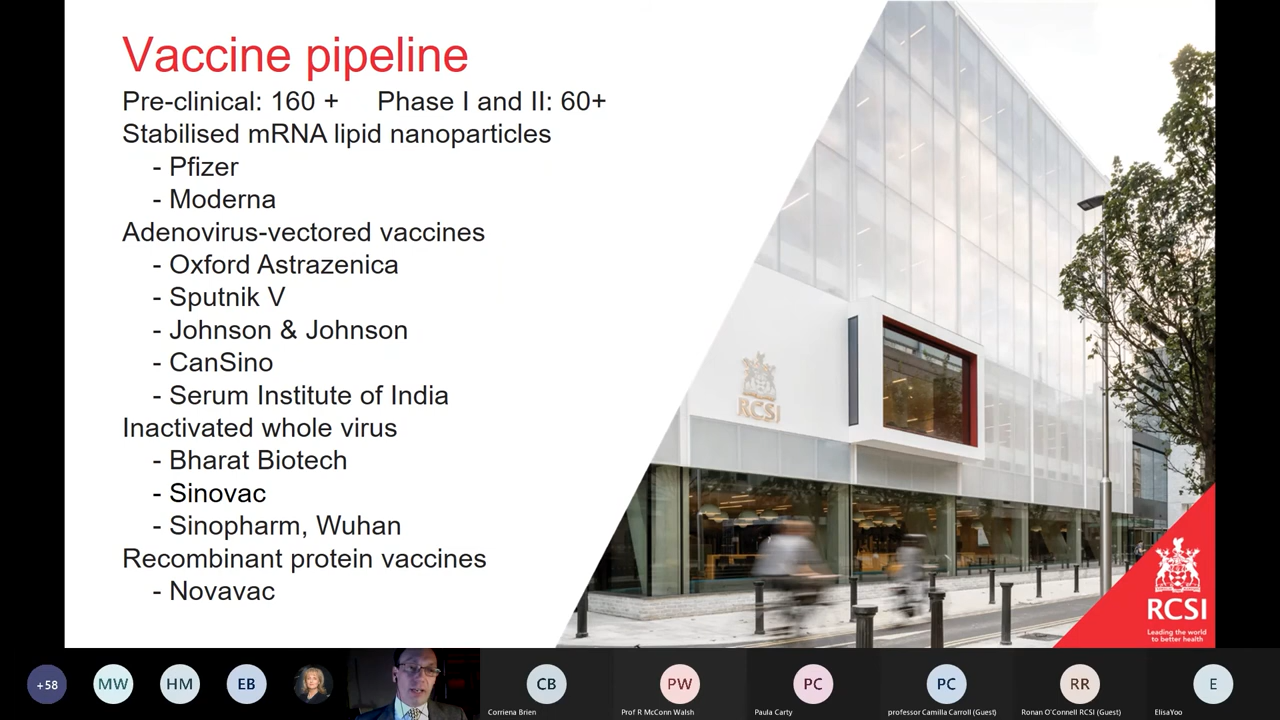 Vaccine pipeline
Pre-clinical: 160 + Phase I and II: 60+
Stabilised mRNA lipid nanoparticles
- Pfizer
- Moderna
Adenovirus-vectored vaccines
- Oxford Astrazenica
- Sputnik V
- Johnson & Johnson
- CanSino
- Serum Institute of India
Inactivated whole virus
- Bharat Biotech
- Sinovac
- Sinopharm, Wuhan
Recombinant protein vaccines
- Novavac
RCSI
RCSI
Leading the world
to better health
+58
MW
HM
EB
CB
Corriena Brien
PW
Prof R McConn Walsh
PC
Paula Carty
PC
professor Camilla Carroll (Guest)
RR
Ronan O'Connell RCSI (Guest)
E
ElisaYoo